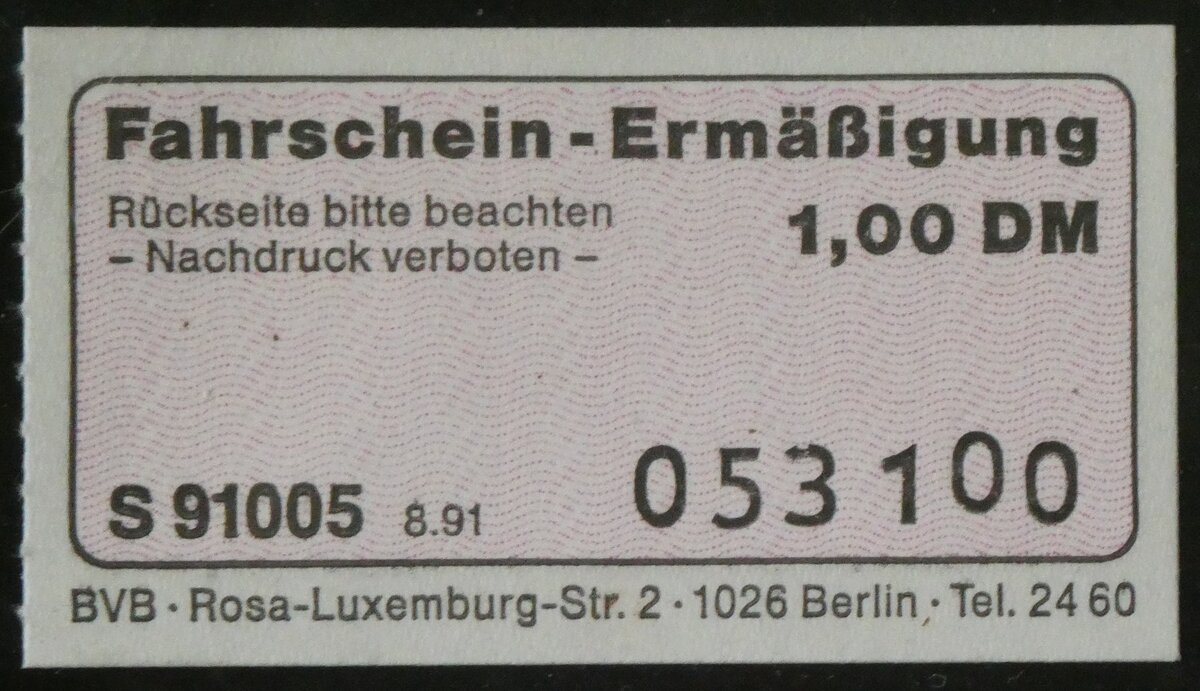 Fahrschein - Ermäßigung
Rückseite bitte beachten
– Nachdruck verboten –
1,00 DM
S 91005 8.91
053100
BVB · Rosa-Luxemburg-Str. 2 · 1026 Berlin · Tel. 24 60